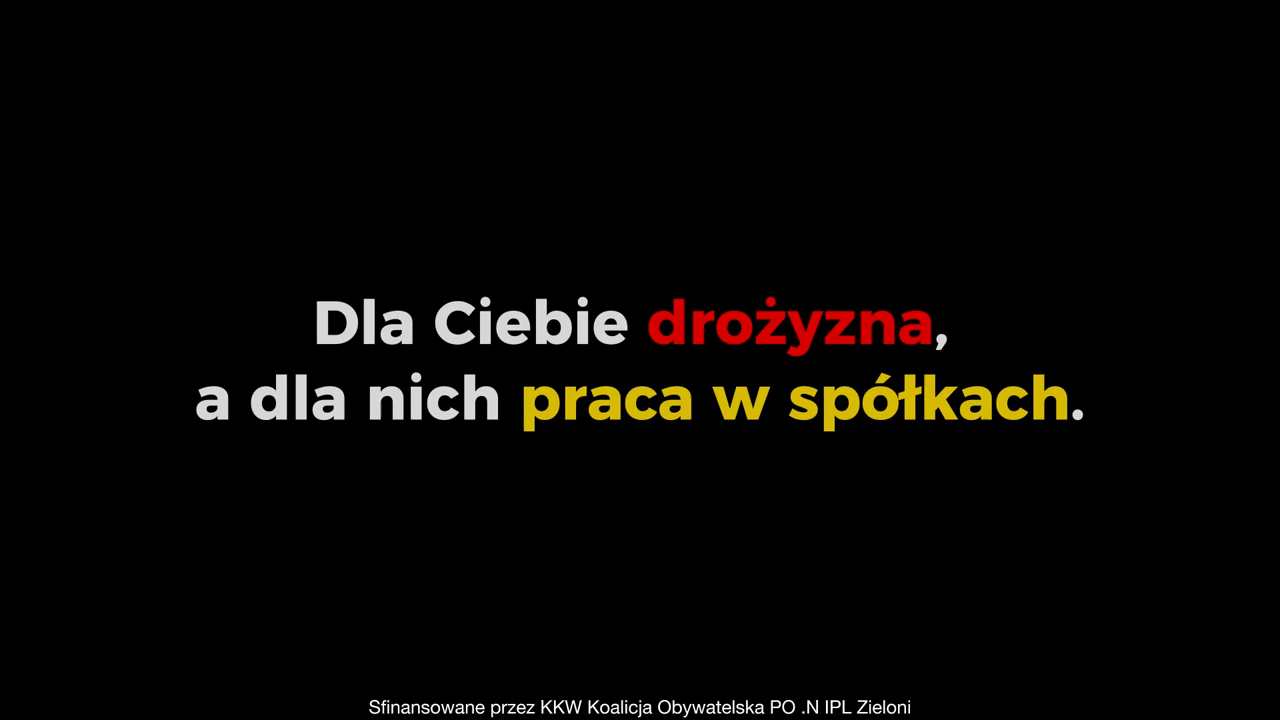 Dla Ciebie drożyzna,
a dla nich praca w spółkach.
Sfinansowane przez KKW Koalicja Obywatelska PO .N IPL Zieloni